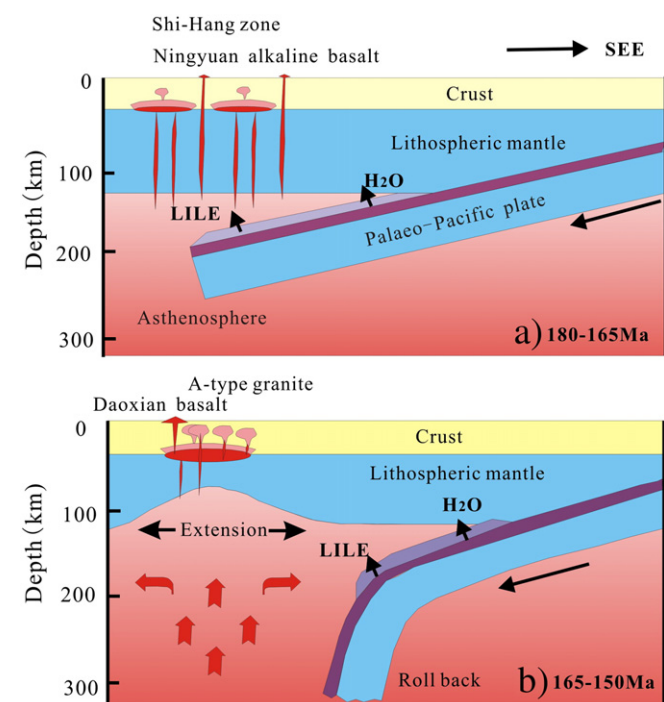 Shi-Hang zone
Ningyuan alkaline basalt
SEE
0
Crust
Lithospheric mantle
100
H2O
LILE
Palaeo-Pacific plate
Depth(km)
200
Asthenosphere
300
a) 180-165Ma
A-type granite
Daoxian basalt
0
Crust
Lithospheric mantle
100
H2O
Extension
LILE
Depth(km)
200
Roll back
300
b) 165-150Ma